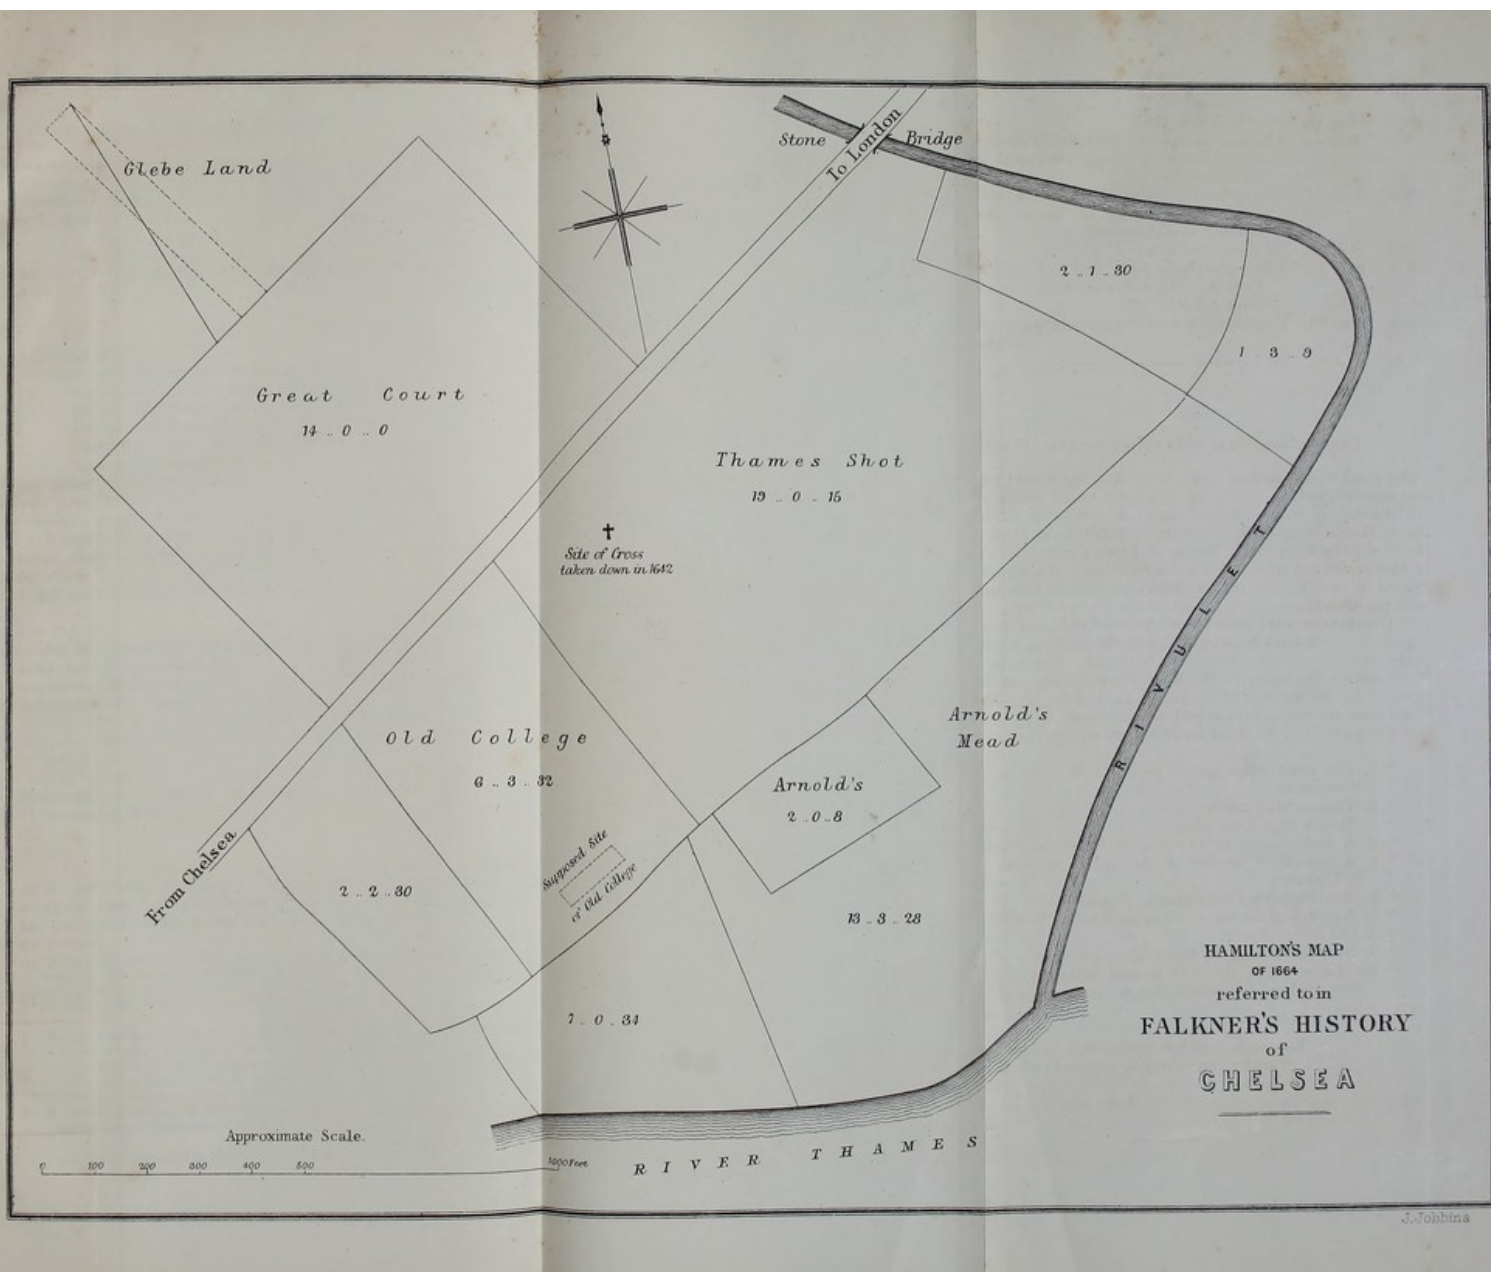 Stone Bridge
To London
Glebe Land
2 .. 1 .. 30
1 .. 3 .. 9
Great Court
14 .. 0 .. 0
Thames Shot
19 .. 0 .. 15
Site of Cross
taken down in 1642
RIVULET
Arnold's
Mead
Old College
6 .. 3 .. 32
Arnold's
2 .. 0 .. 8
Supposed Site
of Old College
From Chelsea
2 .. 2 .. 30
13 .. 3 .. 28
7 .. 0 .. 34
HAMILTON'S MAP
OF 1664
referred to in
FALKNER'S HISTORY
of
CHELSEA
Approximate Scale.
0 100 200 300 400 500 1000 Feet
RIVER THAMES
J. Jobbins